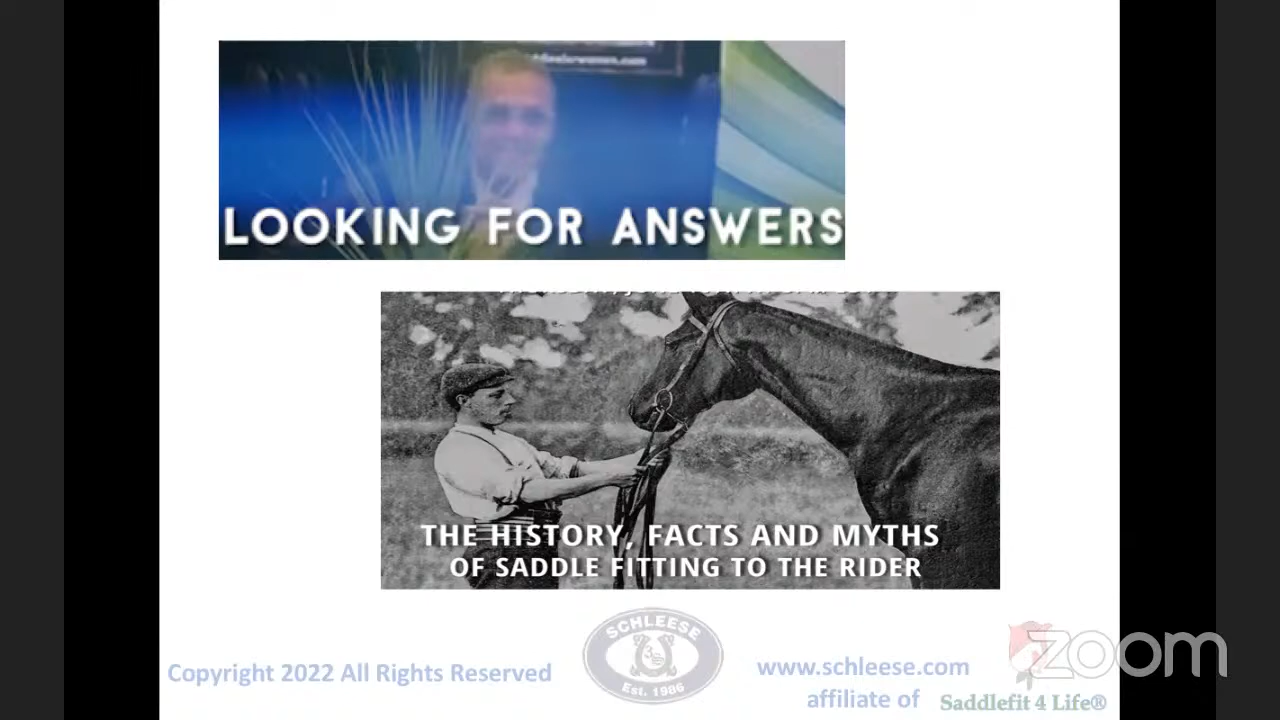 LOOKING FOR ANSWERS
THE HISTORY, FACTS AND MYTHS
OF SADDLE FITTING TO THE RIDER
SCHLEESE
Est. 1986
Copyright 2022 All Rights Reserved
www.schleese.com
affiliate of Saddlefit 4 Life®
zoom